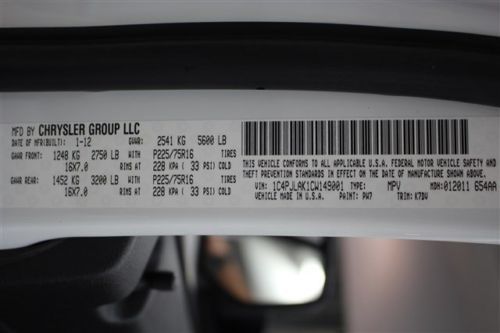 MFD BY CHRYSLER GROUP LLC
DATE OF MFR(BUILT): 1-12 GVWR: 2541 KG 5600 LB
GAWR FRONT: 1248 KG 2750 LB WITH P225/75R16 TIRES
16X7.0 RIMS AT 228 KPA ( 33 PSI) COLD
GAWR REAR: 1452 KG 3200 LB WITH P225/75R16 TIRES
16X7.0 RIMS AT 228 KPA ( 33 PSI) COLD
THIS VEHICLE CONFORMS TO ALL APPLICABLE U.S.A. FEDERAL MOTOR VEHICLE SAFETY AND
THEFT PREVENTION STANDARDS IN EFFECT ON THE DATE OF MANUFACTURE SHOWN ABOVE.
VIN: 1C4PJLAK1CW149001 TYPE: MPV MDH: 012011 654AA
VEHICLE MADE IN U.S.A. PAINT: PW7 TRIM: K7DV